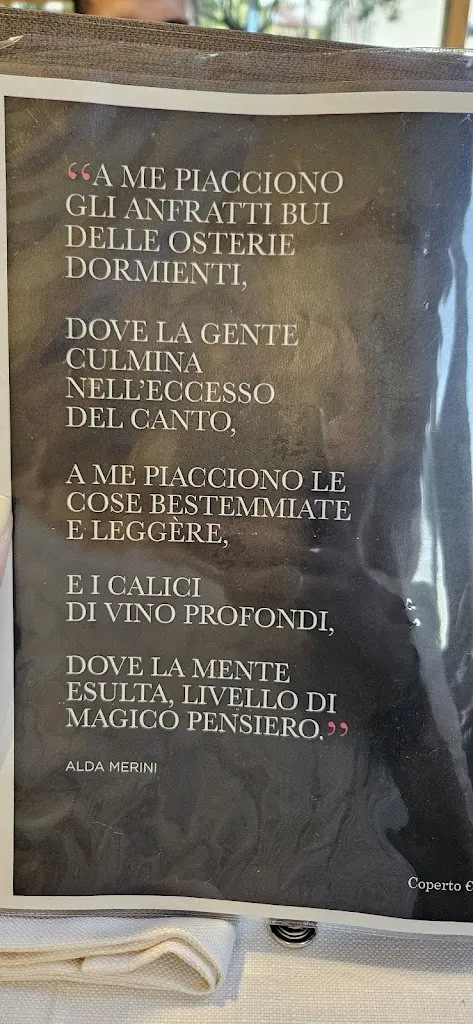 “A ME PIACCIONO
GLI ANFRATTI BUI
DELLE OSTERIE
DORMIENTI,
DOVE LA GENTE
CULMINA
NELL’ECCESSO
DEL CANTO,
A ME PIACCIONO LE
COSE BESTEMMIATE
E LEGGÈRE,
E I CALICI
DI VINO PROFONDI,
DOVE LA MENTE
ESULTA, LIVELLO DI
MAGICO PENSIERO.”
ALDA MERINI
Coperto €